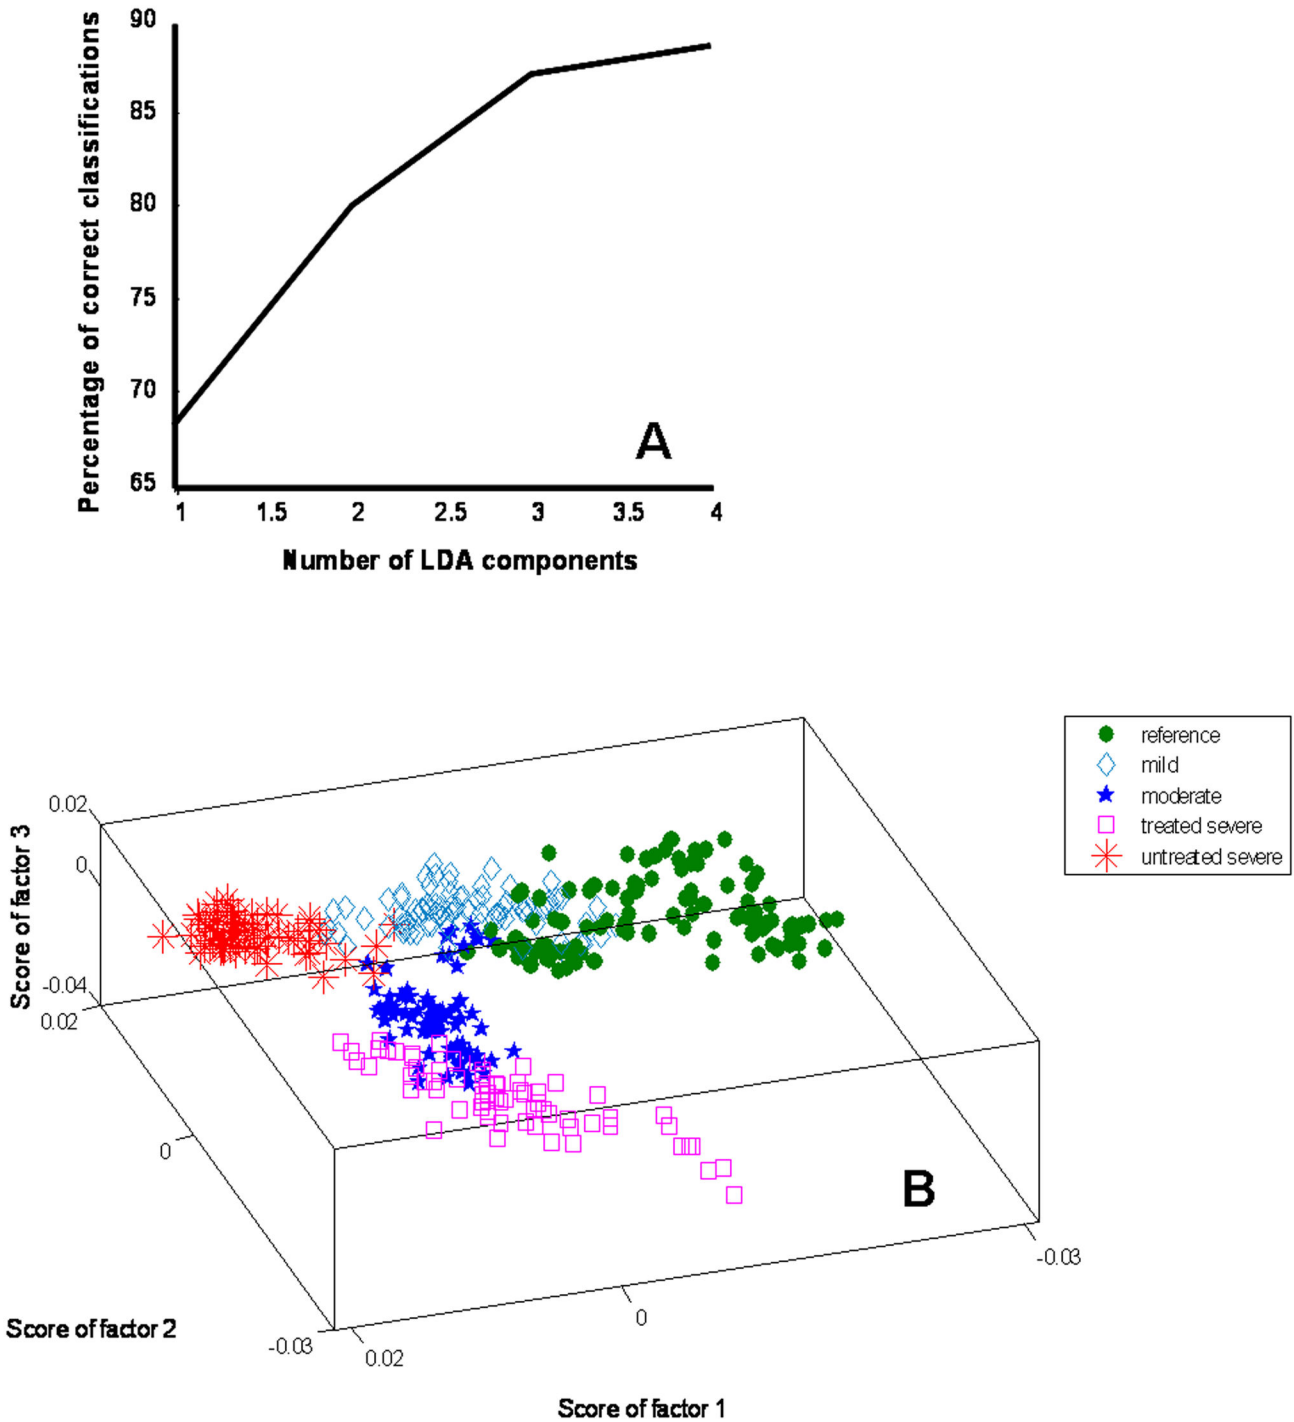 Percentage of correct classifications
90
85
80
75
70
65
1
1.5
2
2.5
3
3.5
4
A
Number of LDA components
reference
mild
moderate
treated severe
untreated severe
Score of factor 3
0.02
0
-0.04
0.02
0
-0.03
Score of factor 2
0.02
0
-0.03
Score of factor 1
B